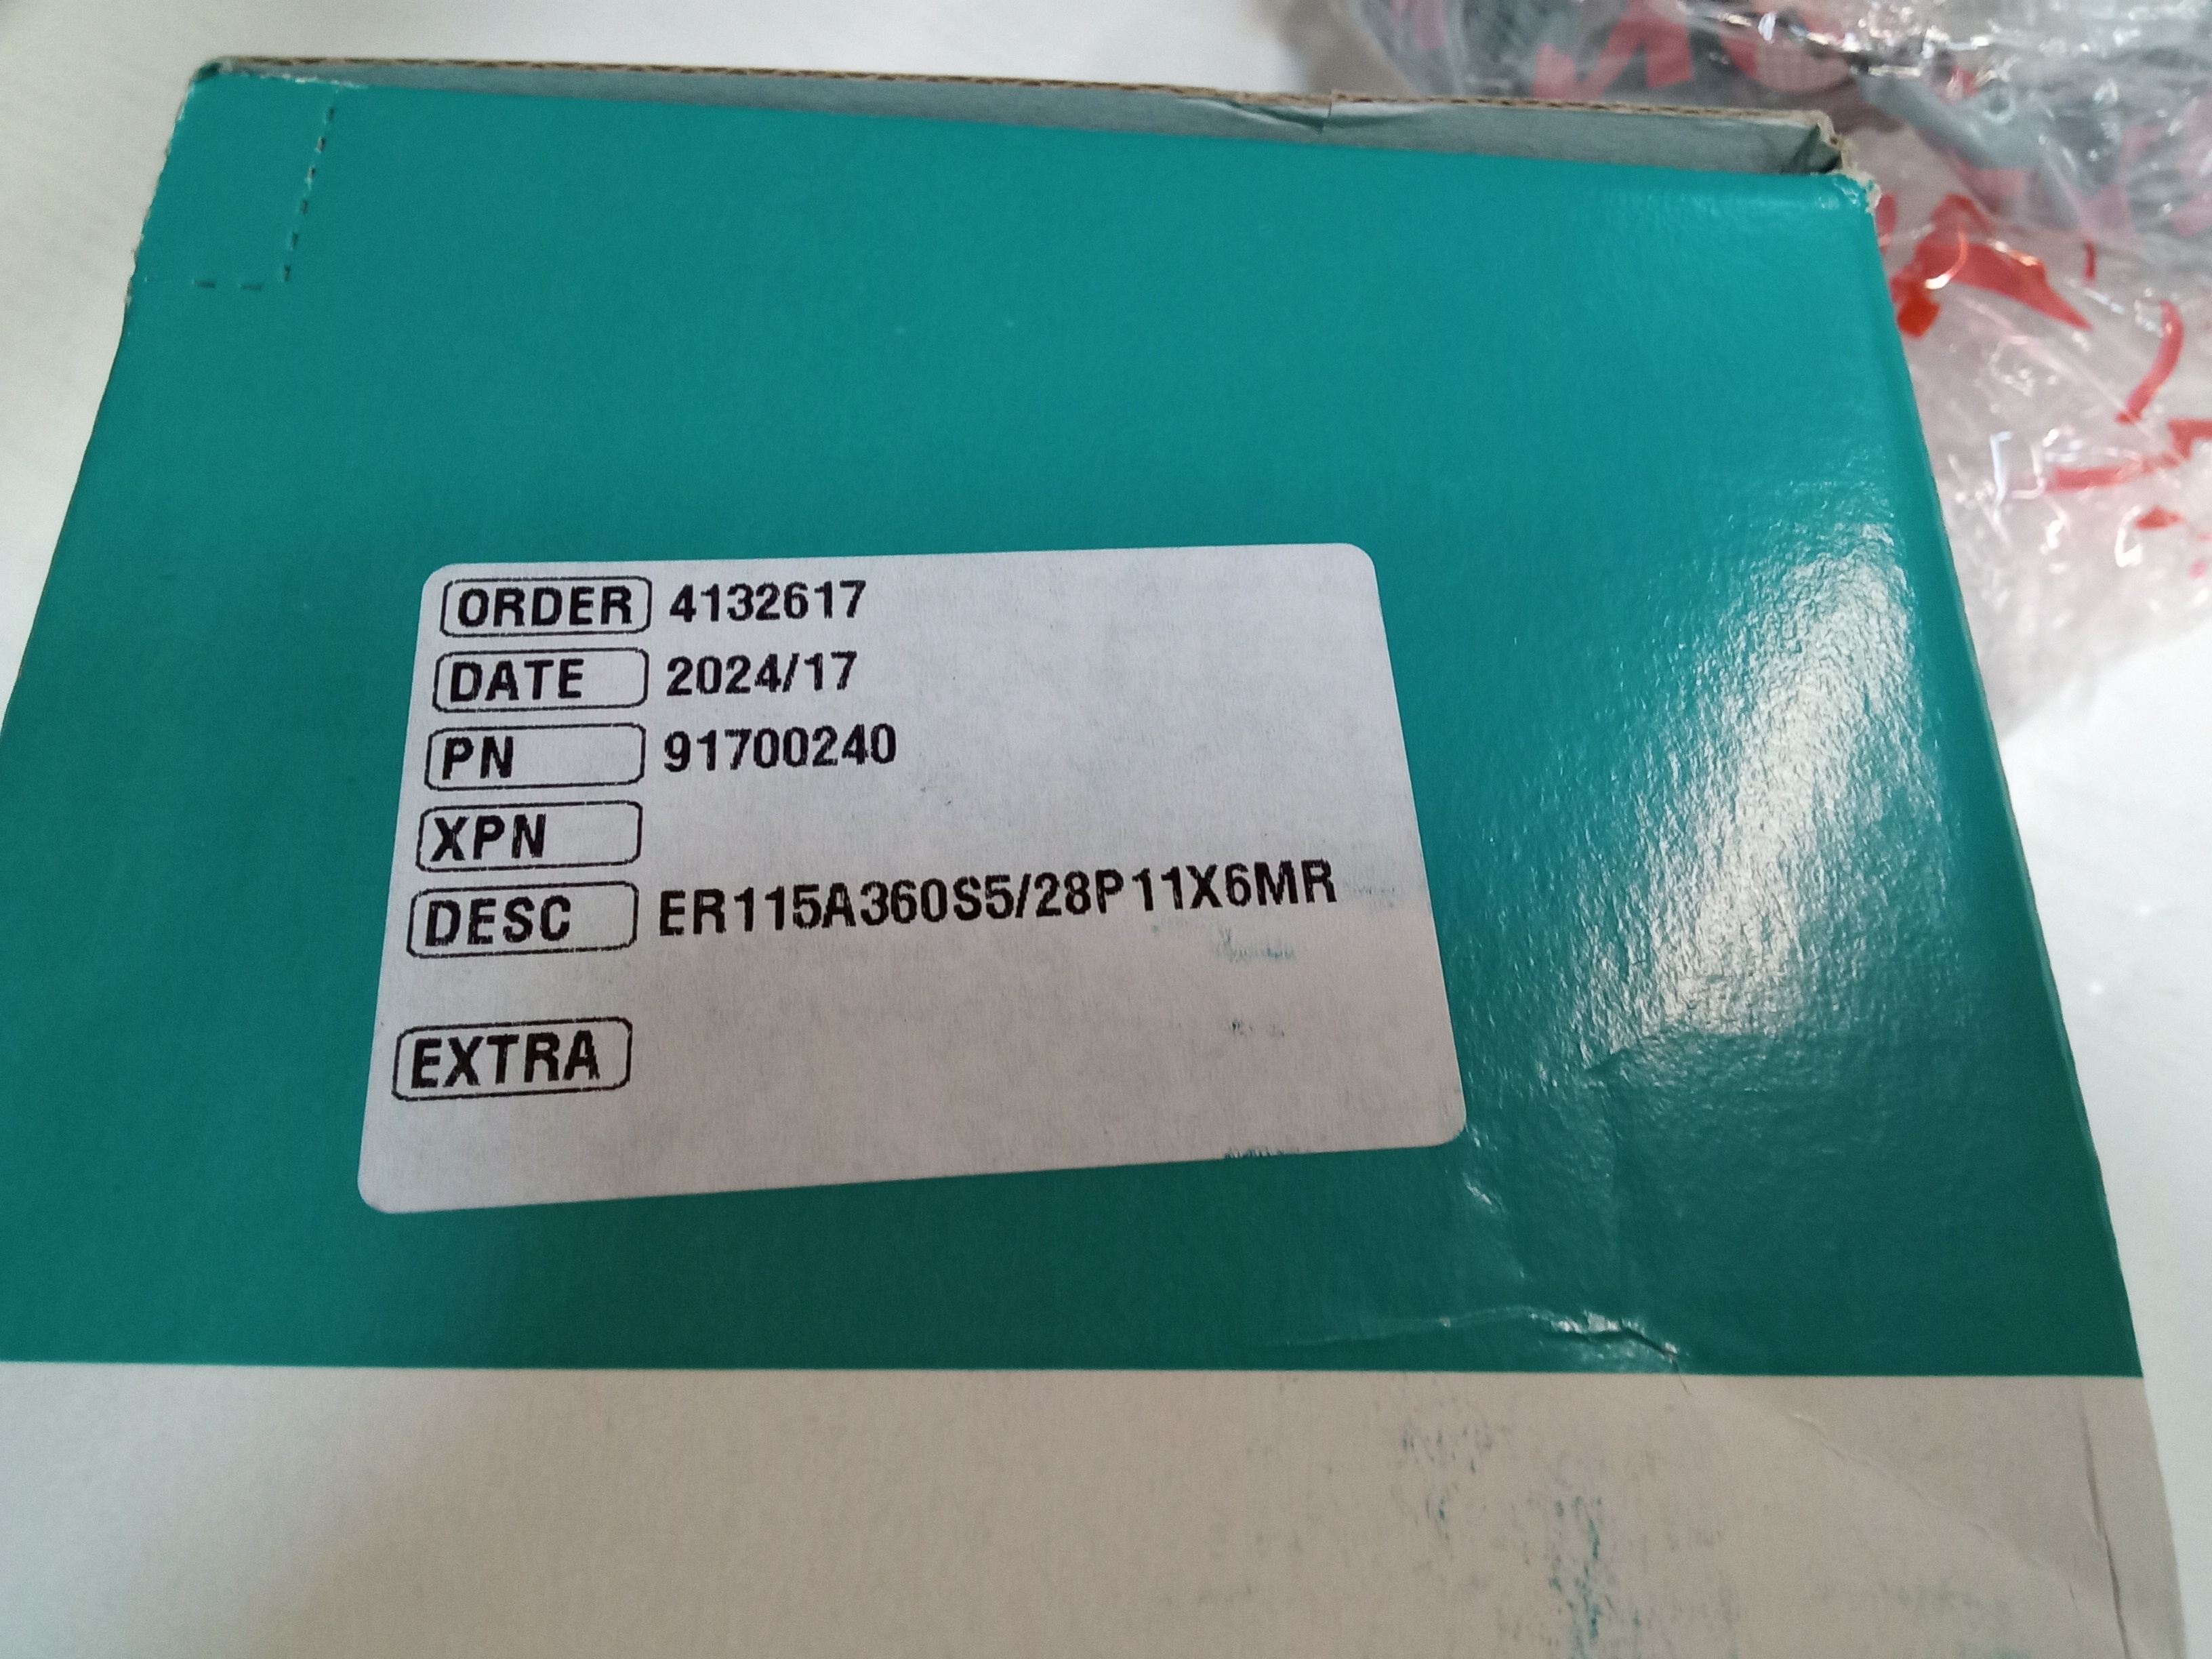 ORDER 4132617
DATE 2024/17
PN 91700240
XPN
DESC ER115A360S5/28P11X6MR
EXTRA